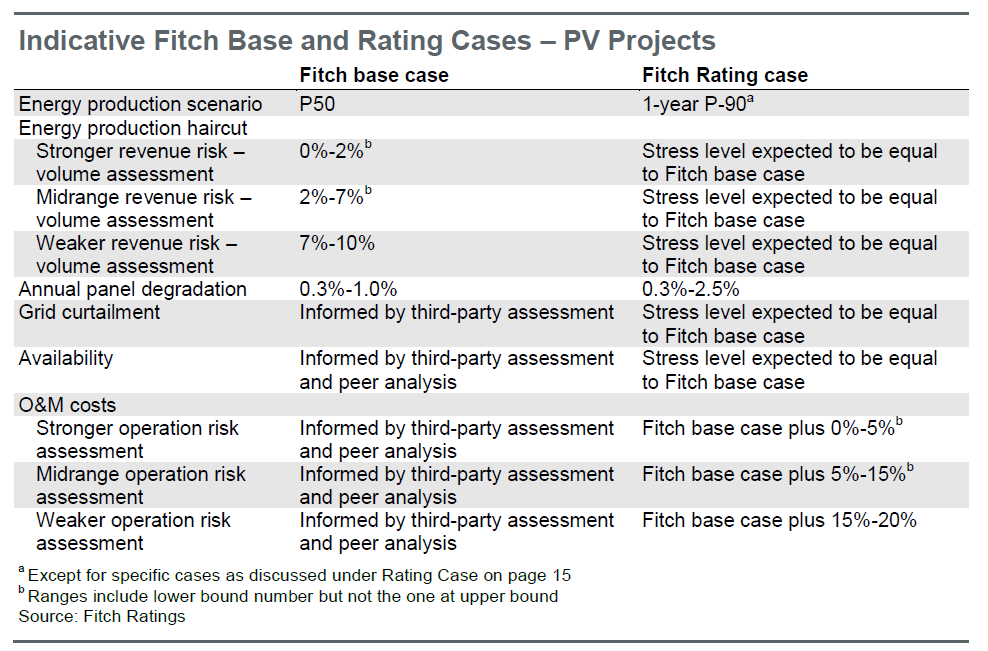 Indicative Fitch Base and Rating Cases – PV Projects
Fitch base case Fitch Rating case
Energy production scenario P50 1-year P-90a
Energy production haircut
Stronger revenue risk – 0%-2%b Stress level expected to be equal
volume assessment to Fitch base case
Midrange revenue risk – 2%-7%b Stress level expected to be equal
volume assessment to Fitch base case
Weaker revenue risk – 7%-10% Stress level expected to be equal
volume assessment to Fitch base case
Annual panel degradation 0.3%-1.0% 0.3%-2.5%
Grid curtailment Informed by third-party assessment Stress level expected to be equal
to Fitch base case
Availability Informed by third-party assessment Stress level expected to be equal
and peer analysis to Fitch base case
O&M costs
Stronger operation risk Informed by third-party assessment Fitch base case plus 0%-5%b
assessment and peer analysis
Midrange operation risk Informed by third-party assessment Fitch base case plus 5%-15%b
assessment and peer analysis
Weaker operation risk Informed by third-party assessment Fitch base case plus 15%-20%
assessment and peer analysis
a Except for specific cases as discussed under Rating Case on page 15
b Ranges include lower bound number but not the one at upper bound
Source: Fitch Ratings